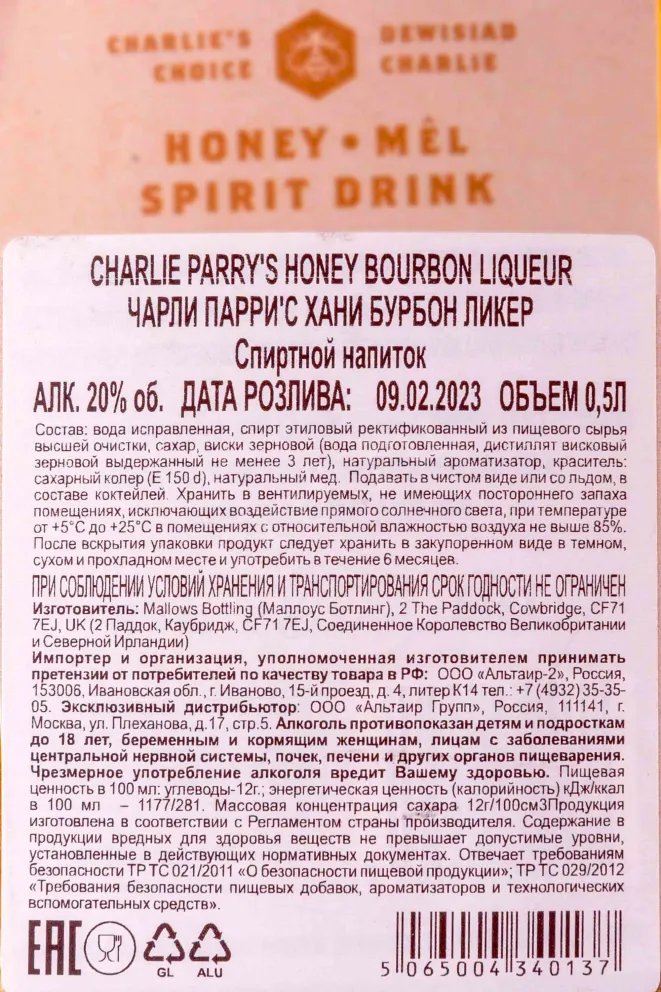 CHARLIE'S DEWISIAD
CHOICE CHARLIE
HONEY • MÊL
SPIRIT DRINK
CHARLIE PARRY'S HONEY BOURBON LIQUEUR
ЧАРЛИ ПАРРИ'С ХАНИ БУРБОН ЛИКЕР
Спиртной напиток
АЛК. 20% об. ДАТА РОЗЛИВА: 09.02.2023 ОБЪЕМ 0,5Л
Состав: вода исправленная, спирт этиловый ректификованный из пищевого сырья
высшей очистки, сахар, виски зерновой (вода подготовленная, дистиллят висковый
зерновой выдержанный не менее 3 лет), натуральный ароматизатор, краситель:
сахарный колер (Е 150 d), натуральный мед. Подавать в чистом виде или со льдом, в
составе коктейлей. Хранить в вентилируемых, не имеющих постороннего запаха
помещениях, исключающих воздействие прямого солнечного света, при температуре
от +5°С до +25°С в помещениях с относительной влажностью воздуха не выше 85%.
После вскрытия упаковки продукт следует хранить в закупоренном виде в темном,
сухом и прохладном месте и употребить в течение 6 месяцев.
ПРИ СОБЛЮДЕНИИ УСЛОВИЙ ХРАНЕНИЯ И ТРАНСПОРТИРОВАНИЯ СРОК ГОДНОСТИ НЕ ОГРАНИЧЕН
Изготовитель: Mallows Bottling (Маллоус Ботлинг), 2 The Paddock, Cowbridge, CF71
7EJ, UK (2 Паддок, Каубридж, CF71 7EJ, Соединенное Королевство Великобритании
и Северной Ирландии)
Импортер и организация, уполномоченная изготовителем принимать
претензии от потребителей по качеству товара в РФ: ООО «Альтаир-2», Россия,
153006, Ивановская обл., г. Иваново, 15-й проезд, д. 4, литер К14 тел.: +7 (4932) 35-35-
05. Эксклюзивный дистрибьютор: ООО «Альтаир Групп», Россия, 111141, г.
Москва, ул. Плеханова, д.17, стр.5. Алкоголь противопоказан детям и подросткам
до 18 лет, беременным и кормящим женщинам, лицам с заболеваниями
центральной нервной системы, почек, печени и других органов пищеварения.
Чрезмерное употребление алкоголя вредит Вашему здоровью. Пищевая
ценность в 100 мл: углеводы-12г.; энергетическая ценность (калорийность) кДж/ккал
в 100 мл – 1177/281. Массовая концентрация сахара 12г/100см3Продукция
изготовлена в соответствии с Регламентом страны производителя. Содержание в
продукции вредных для здоровья веществ не превышает допустимые уровни,
установленные в действующих нормативных документах. Отвечает требованиям
безопасности ТР ТС 021/2011 «О безопасности пищевой продукции»; ТР ТС 029/2012
«Требования безопасности пищевых добавок, ароматизаторов и технологических
вспомогательных средств».
EAC GL ALU
5 065004 340137